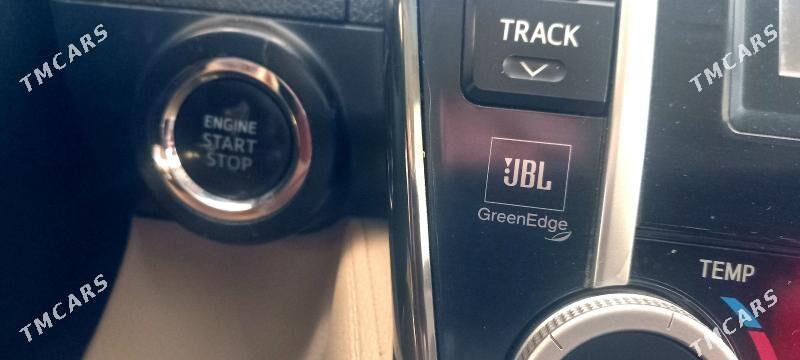 TMCARS
TMCARS
TRACK
ENGINE
START
STOP
JBL
GreenEdge
TEMP
TMCARS
TMCARS